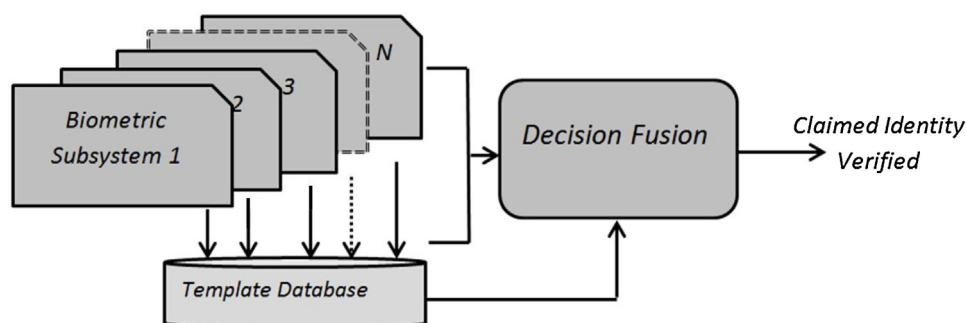 Biometric
Subsystem 1
2
3
N
Decision Fusion
Claimed Identity
Verified
Template Database